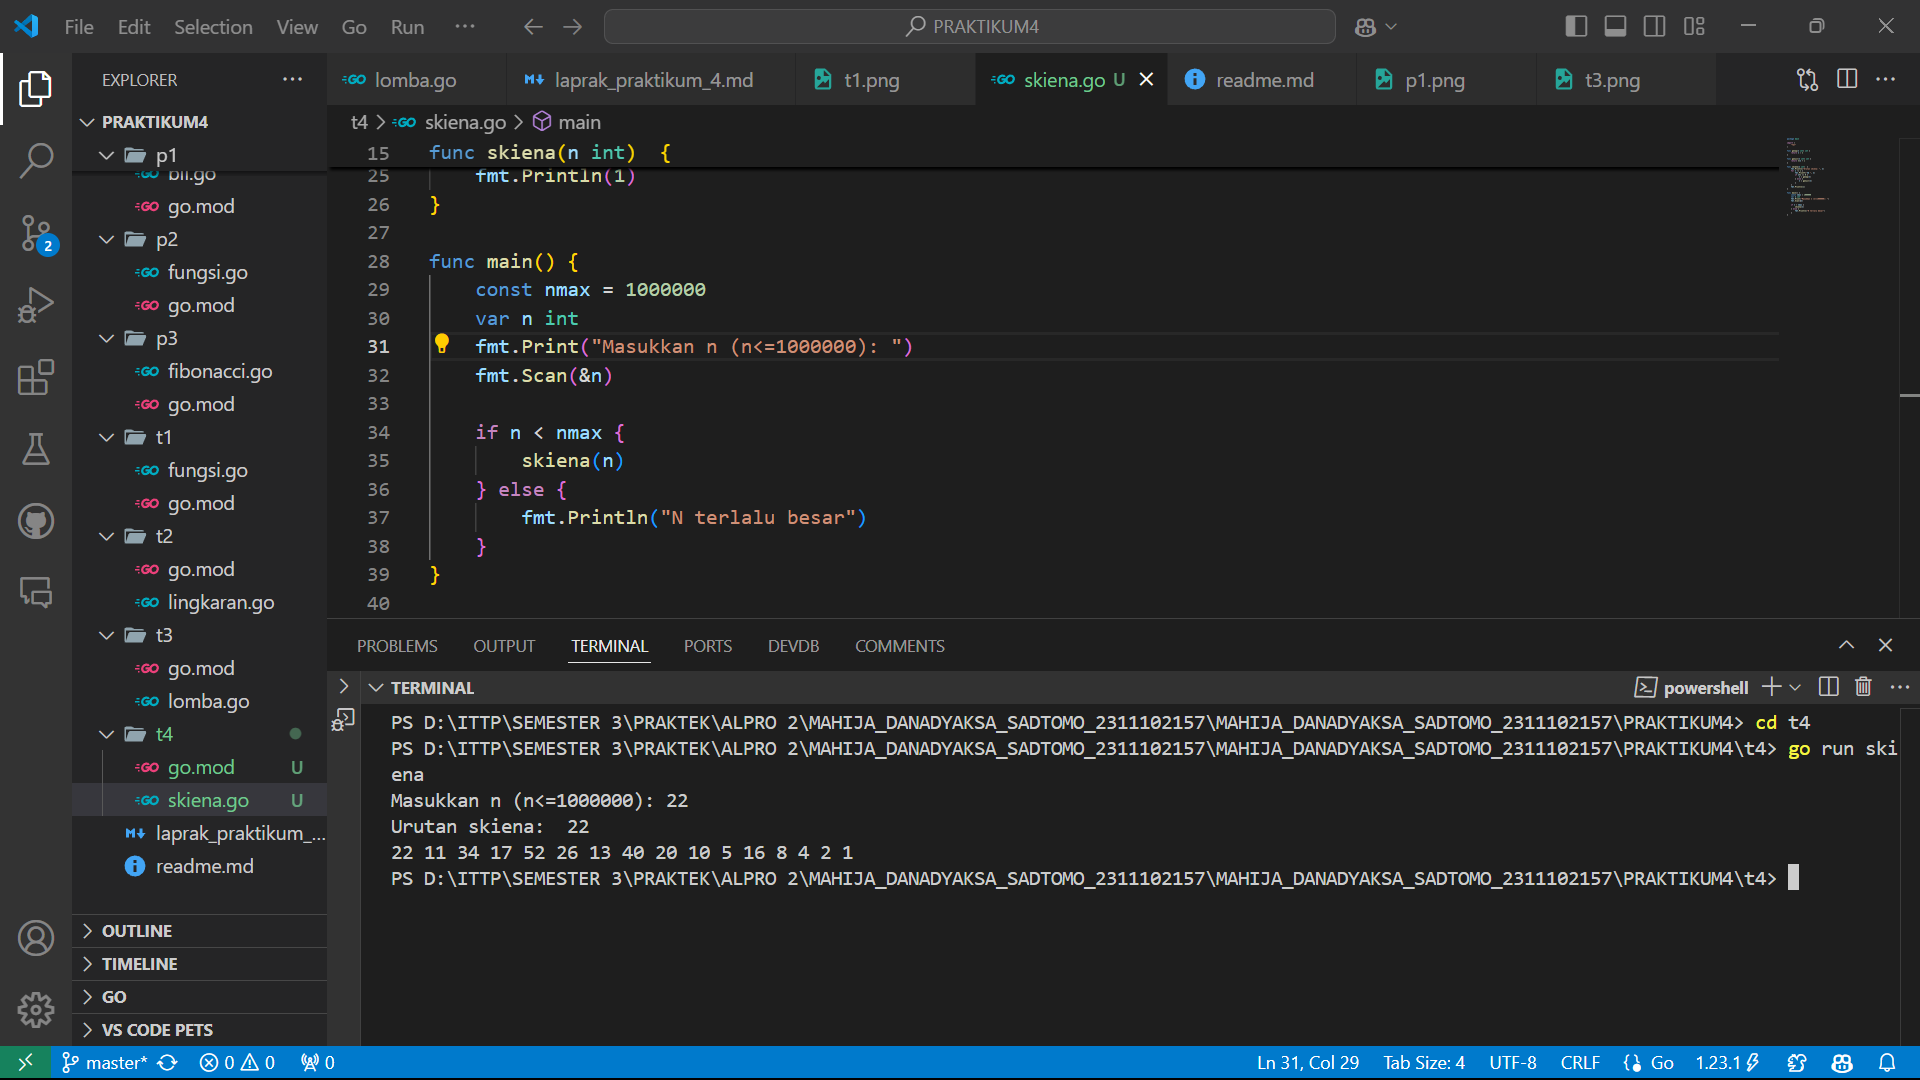 File Edit Selection View Go Run ...
PRAKTIKUM4
EXPLORER
PRAKTIKUM4
p1
bil.go
go.mod
p2
fungsi.go
go.mod
p3
fibonacci.go
go.mod
t1
fungsi.go
go.mod
t2
go.mod
lingkaran.go
t3
go.mod
lomba.go
t4
go.mod U
skiena.go U
laprak_praktikum_...
readme.md
OUTLINE
TIMELINE
GO
VS CODE PETS
lomba.go laprak_praktikum_4.md t1.png skiena.go U readme.md p1.png t3.png
t4 > skiena.go > main
15 func skiena(n int) {
25 fmt.Println(1)
26 }
27
28 func main() {
29 const nmax = 1000000
30 var n int
31 fmt.Print("Masukkan n (n<=1000000): ")
32 fmt.Scan(&n)
33
34 if n < nmax {
35 skiena(n)
36 } else {
37 fmt.Println("N terlalu besar")
38 }
39 }
40
PROBLEMS OUTPUT TERMINAL PORTS DEVDB COMMENTS
TERMINAL
powershell
PS D:\ITTP\SEMESTER 3\PRAKTEK\ALPRO 2\MAHIJA_DANADYAKSA_SADTOMO_2311102157\MAHIJA_DANADYAKSA_SADTOMO_2311102157\PRAKTIKUM4> cd t4
PS D:\ITTP\SEMESTER 3\PRAKTEK\ALPRO 2\MAHIJA_DANADYAKSA_SADTOMO_2311102157\MAHIJA_DANADYAKSA_SADTOMO_2311102157\PRAKTIKUM4\t4> go run ski
ena
Masukkan n (n<=1000000): 22
Urutan skiena:  22
22 11 34 17 52 26 13 40 20 10 5 16 8 4 2 1
PS D:\ITTP\SEMESTER 3\PRAKTEK\ALPRO 2\MAHIJA_DANADYAKSA_SADTOMO_2311102157\MAHIJA_DANADYAKSA_SADTOMO_2311102157\PRAKTIKUM4\t4>
2
master* 0 0 0 Ln 31, Col 29 Tab Size: 4 UTF-8 CRLF Go 1.23.1